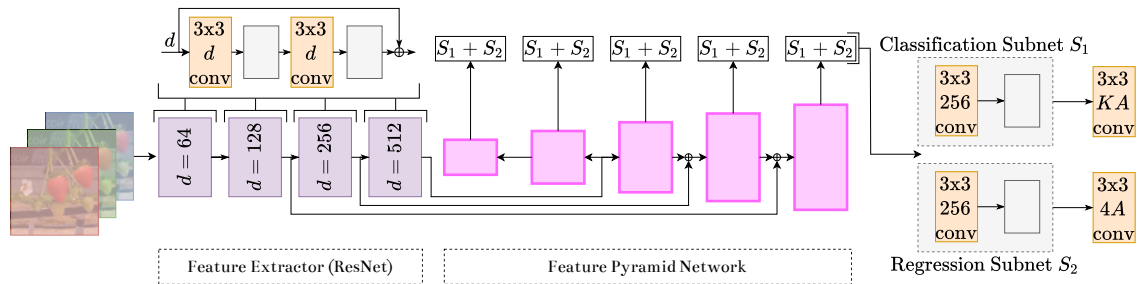 d
3x3
d
conv
3x3
d
conv
S₁ + S₂
S₁ + S₂
S₁ + S₂
S₁ + S₂
S₁ + S₂
d = 64
d = 128
d = 256
d = 512
Classification Subnet S₁
3x3
256
conv
3x3
KA
conv
3x3
256
conv
3x3
4A
conv
Regression Subnet S₂
Feature Extractor (ResNet)
Feature Pyramid Network